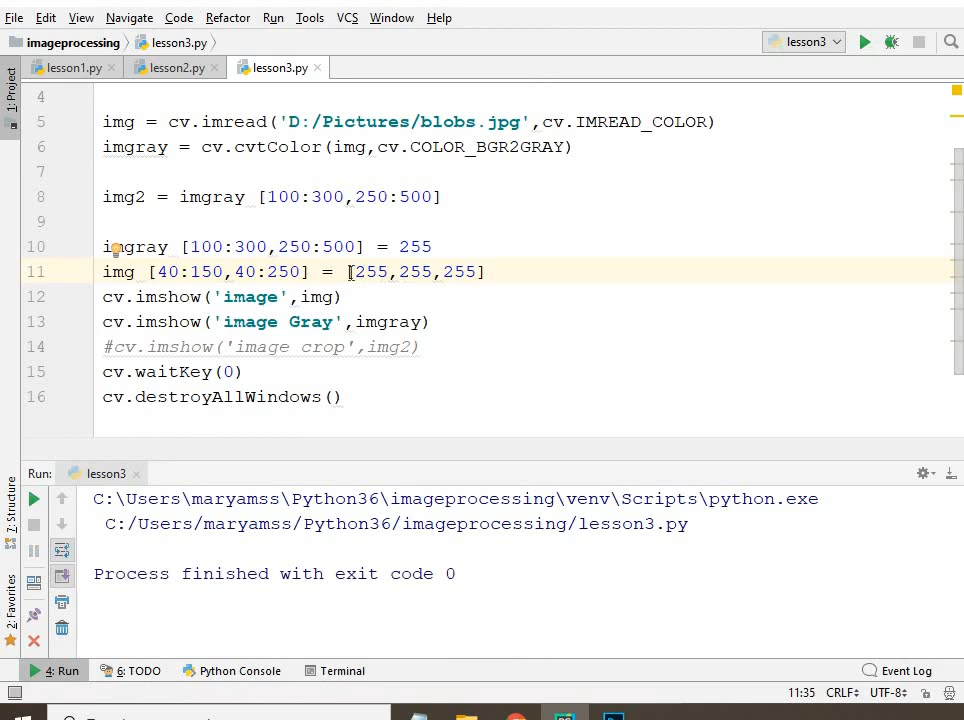 File Edit View Navigate Code Refactor Run Tools VCS Window Help
imageprocessing lesson3.py lesson3
1: Project lesson1.py lesson2.py lesson3.py
4
5 img = cv.imread('D:/Pictures/blobs.jpg',cv.IMREAD_COLOR)
6 imgray = cv.cvtColor(img,cv.COLOR_BGR2GRAY)
7
8 img2 = imgray [100:300,250:500]
9
10 imgray [100:300,250:500] = 255
11 img [40:150,40:250] = [255,255,255]
12 cv.imshow('image',img)
13 cv.imshow('image Gray',imgray)
14 #cv.imshow('image crop',img2)
15 cv.waitKey(0)
16 cv.destroyAllWindows()
Run: lesson3
7: Structure
C:\Users\maryamss\Python36\imageprocessing\venv\Scripts\python.exe
C:/Users/maryamss/Python36/imageprocessing/lesson3.py
Process finished with exit code 0
2: Favorites
4: Run 6: TODO Python Console Terminal Event Log
11:35 CRLF UTF-8